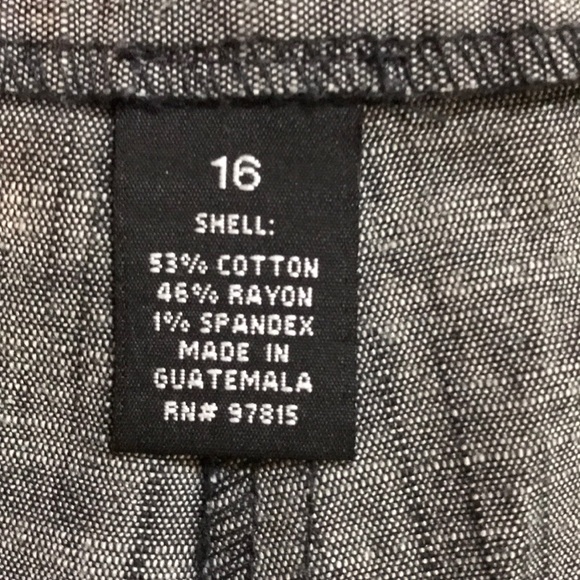 16
SHELL:
53% COTTON
46% RAYON
1% SPANDEX
MADE IN
GUATEMALA
RN# 97815